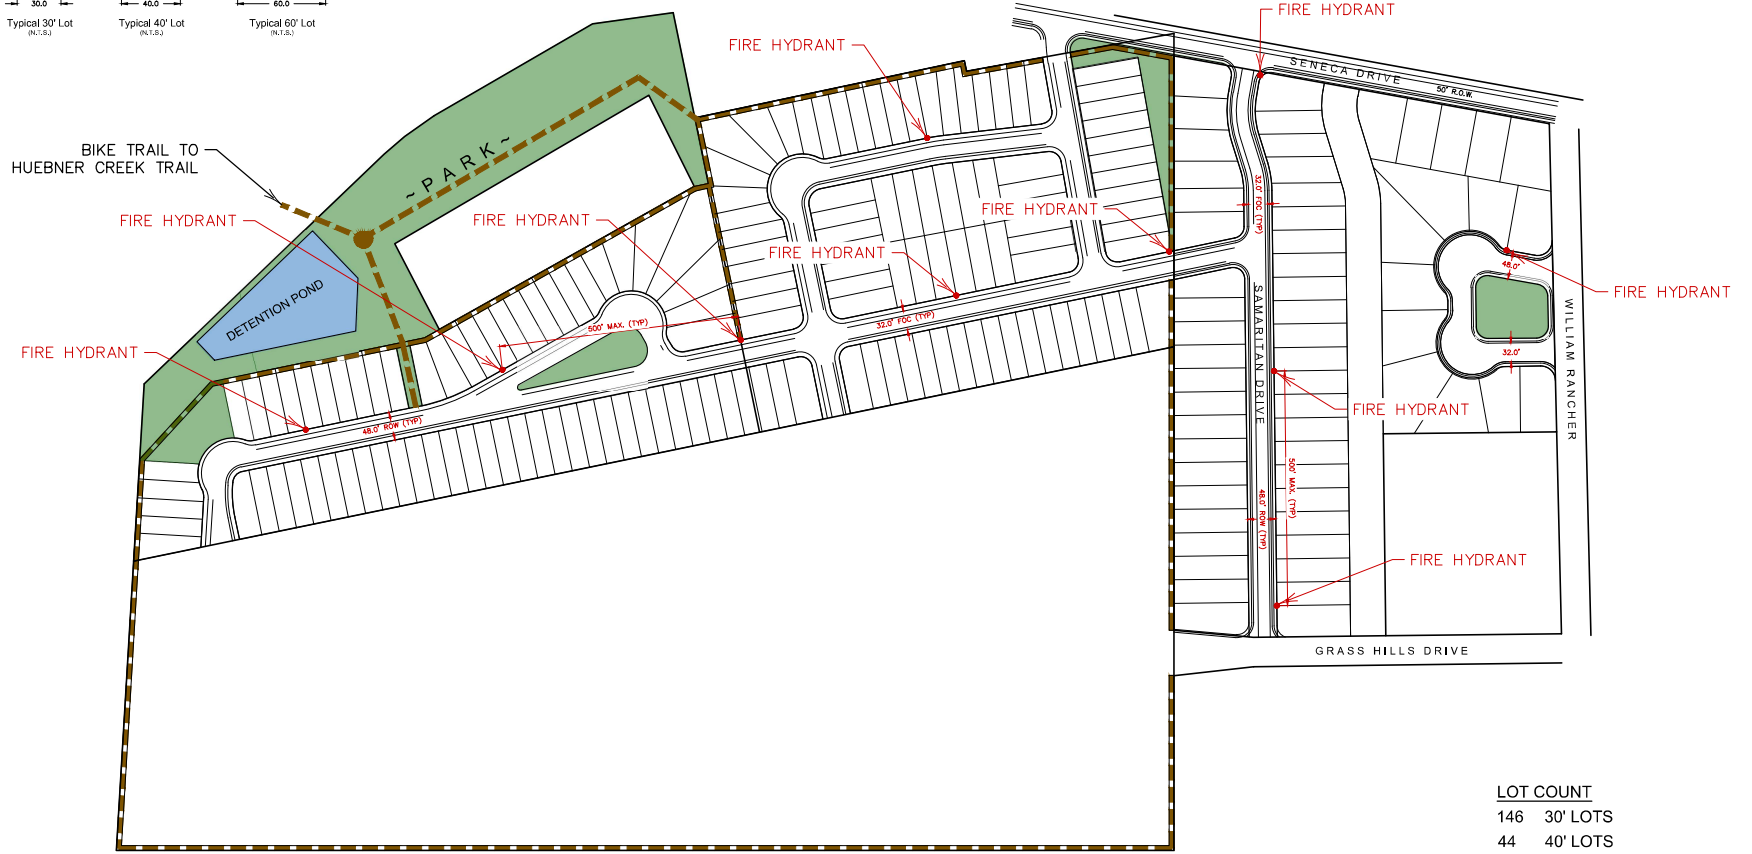 30.0
40.0
60.0
Typical 30' Lot
(N.T.S.)
Typical 40' Lot
(N.T.S.)
Typical 60' Lot
(N.T.S.)
FIRE HYDRANT
FIRE HYDRANT
SENECA DRIVE
50' R.O.W.
BIKE TRAIL TO
HUEBNER CREEK TRAIL
~PARK~
FIRE HYDRANT
FIRE HYDRANT
FIRE HYDRANT
FIRE HYDRANT
32.0' FOC (TYP)
48.0'
FIRE HYDRANT
DETENTION POND
500' MAX. (TYP)
32.0' FOC (TYP)
SAMARITAN DRIVE
WILLIAM RANCHER
32.0'
FIRE HYDRANT
FIRE HYDRANT
48.0' ROW (TYP)
500' MAX. (TYP)
48.0' ROW (TYP)
FIRE HYDRANT
GRASS HILLS DRIVE
LOT COUNT
146 30' LOTS
44 40' LOTS